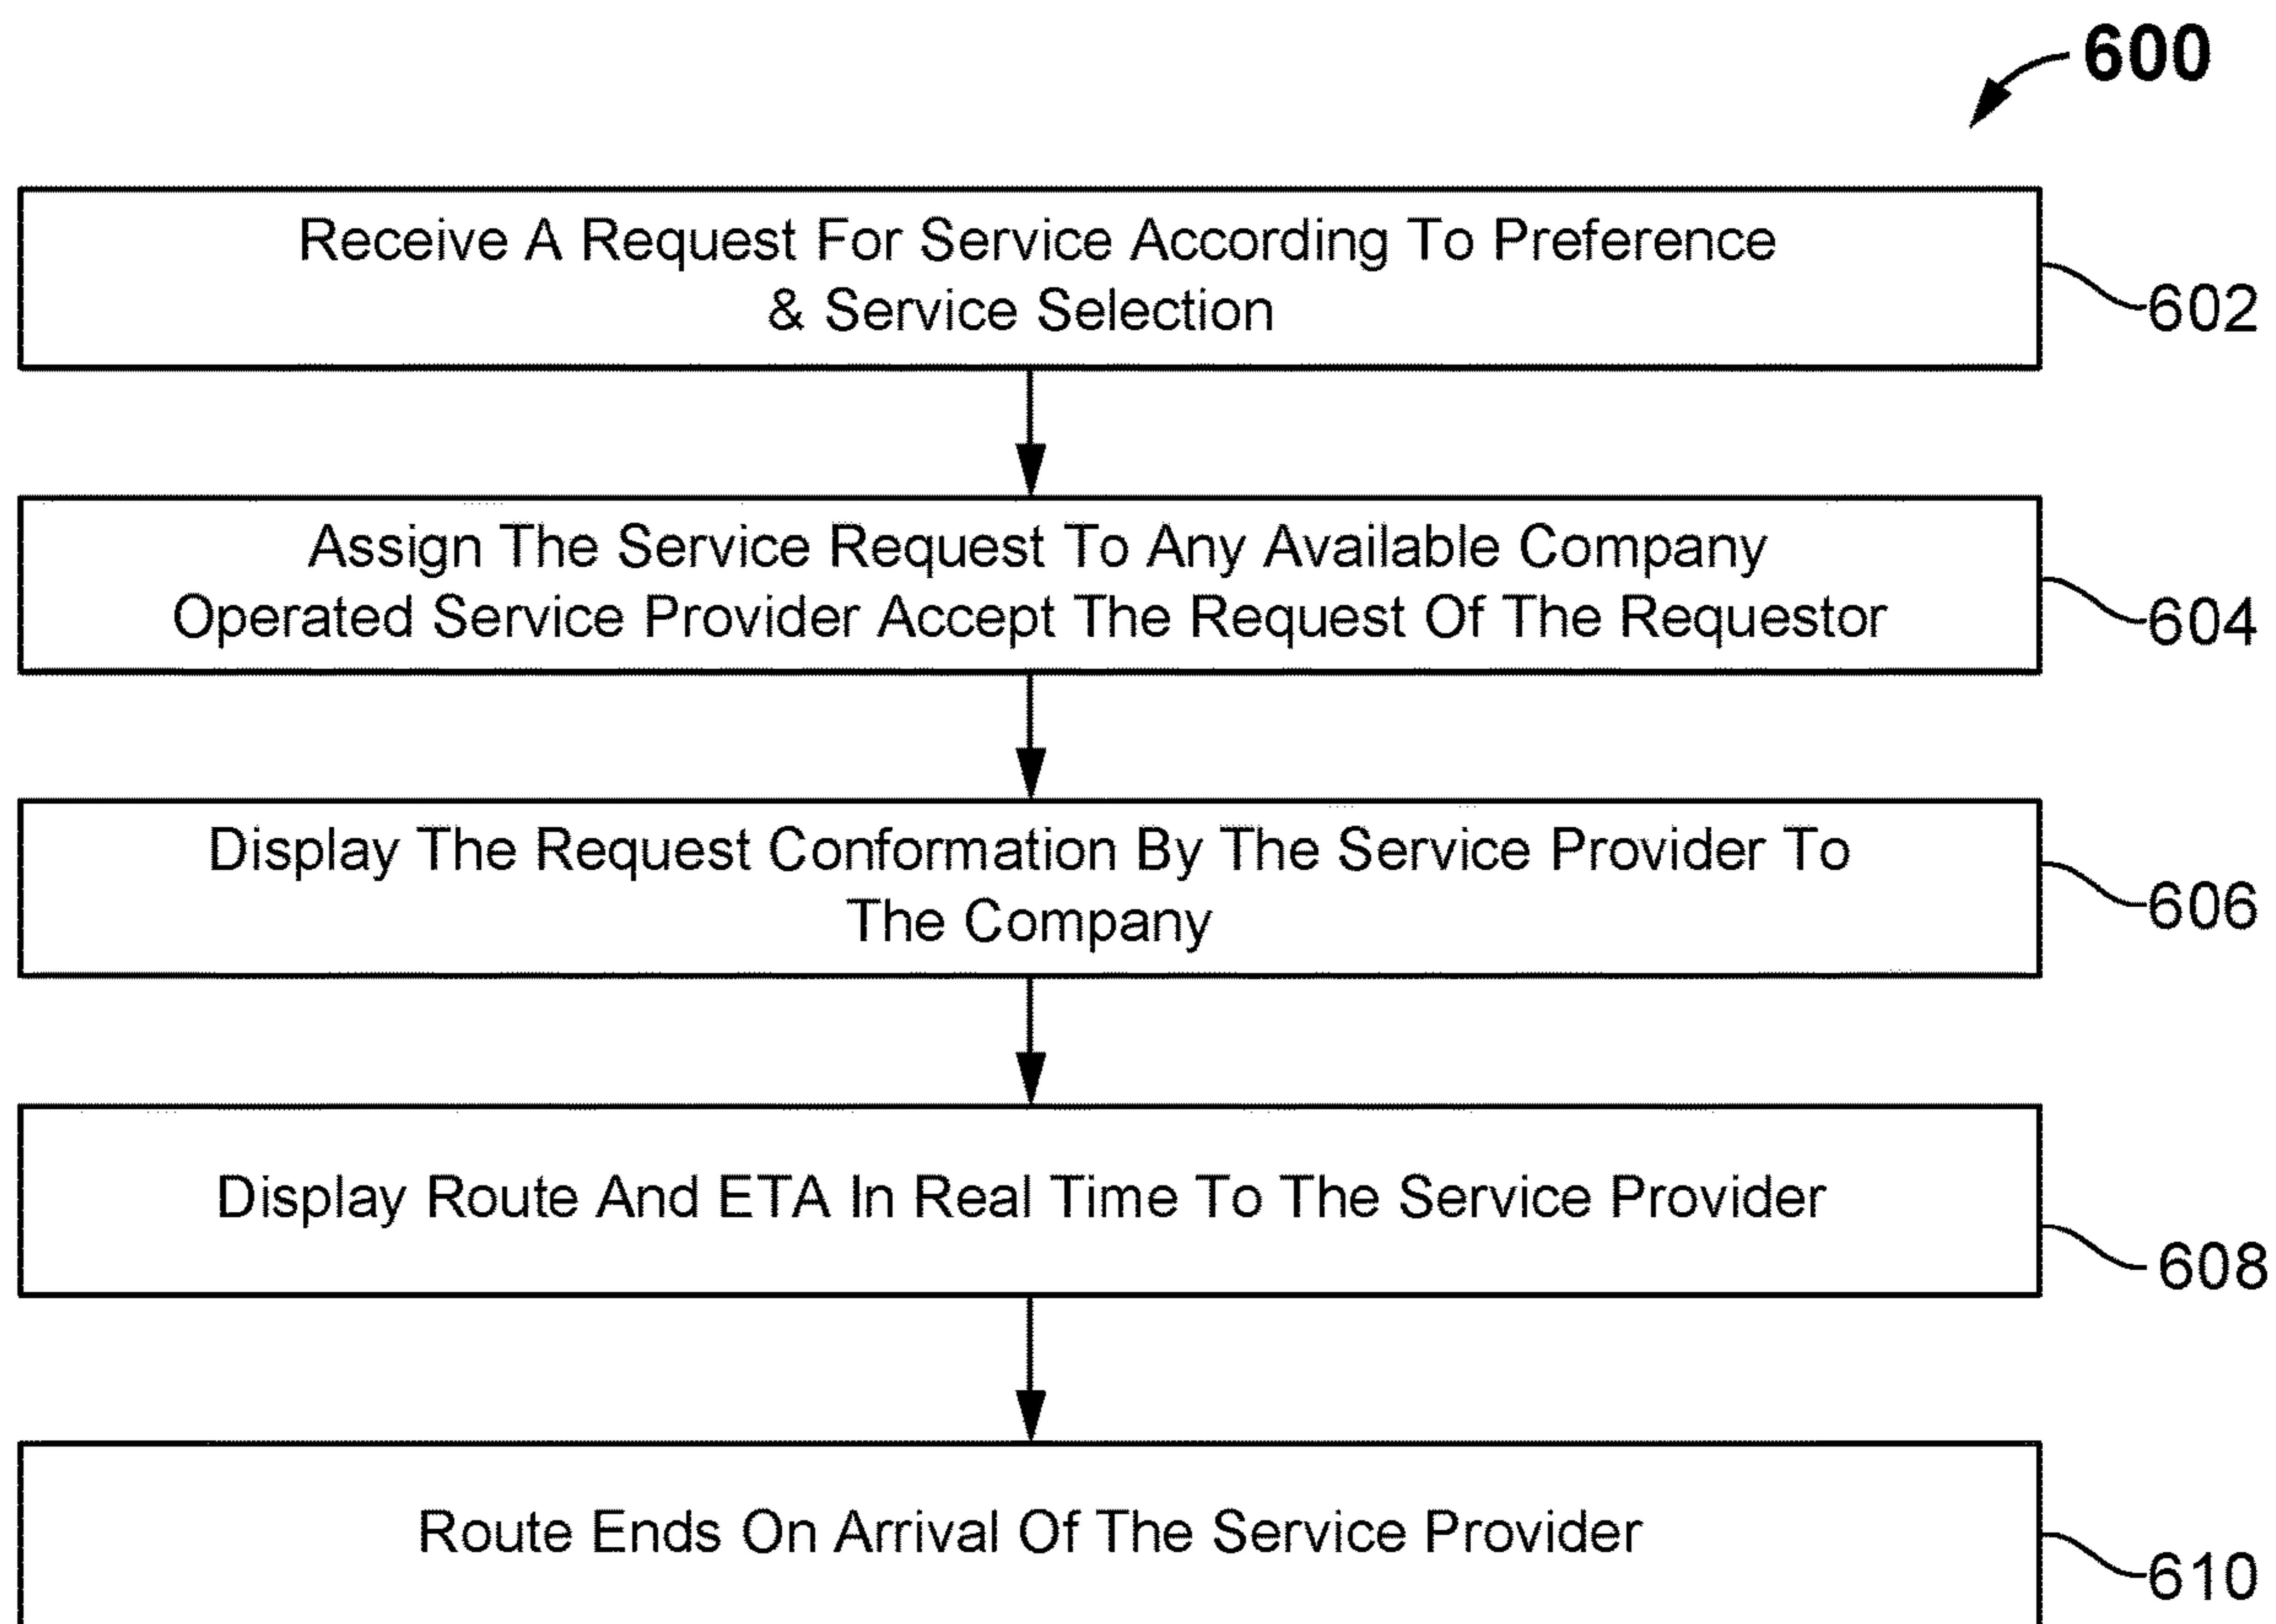 600
Receive A Request For Service According To Preference
& Service Selection
602
Assign The Service Request To Any Available Company
Operated Service Provider Accept The Request Of The Requestor
604
Display The Request Conformation By The Service Provider To
The Company
606
Display Route And ETA In Real Time To The Service Provider
608
Route Ends On Arrival Of The Service Provider
610